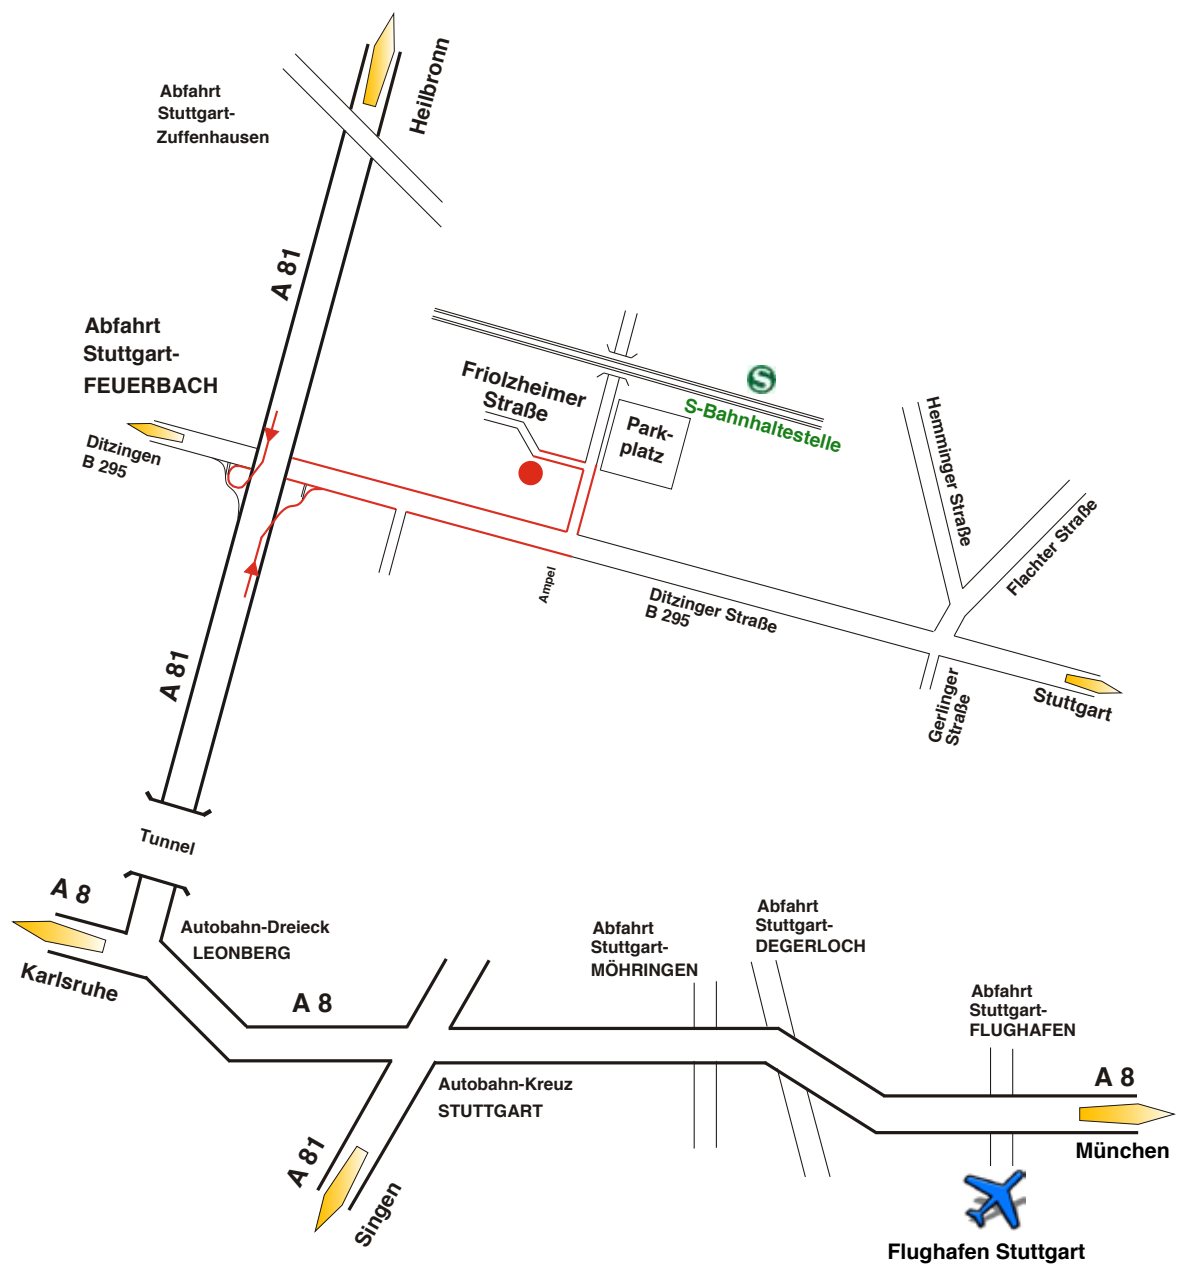 Heilbronn
Abfahrt
Stuttgart-
Zuffenhausen
A 81
Abfahrt
Stuttgart-
FEUERBACH
Ditzingen
B 295
Friolzheimer
Straße
S
S-Bahnhaltestelle
Park-
platz
Hemminger Straße
Flachter Straße
Ampel
Ditzinger Straße
B 295
Gerlinger
Straße
Stuttgart
A 81
Tunnel
A 8
Karlsruhe
Autobahn-Dreieck
LEONBERG
A 8
Abfahrt
Stuttgart-
MÖHRINGEN
Abfahrt
Stuttgart-
DEGERLOCH
Abfahrt
Stuttgart-
FLUGHAFEN
A 8
München
Autobahn-Kreuz
STUTTGART
A 81
Singen
Flughafen Stuttgart